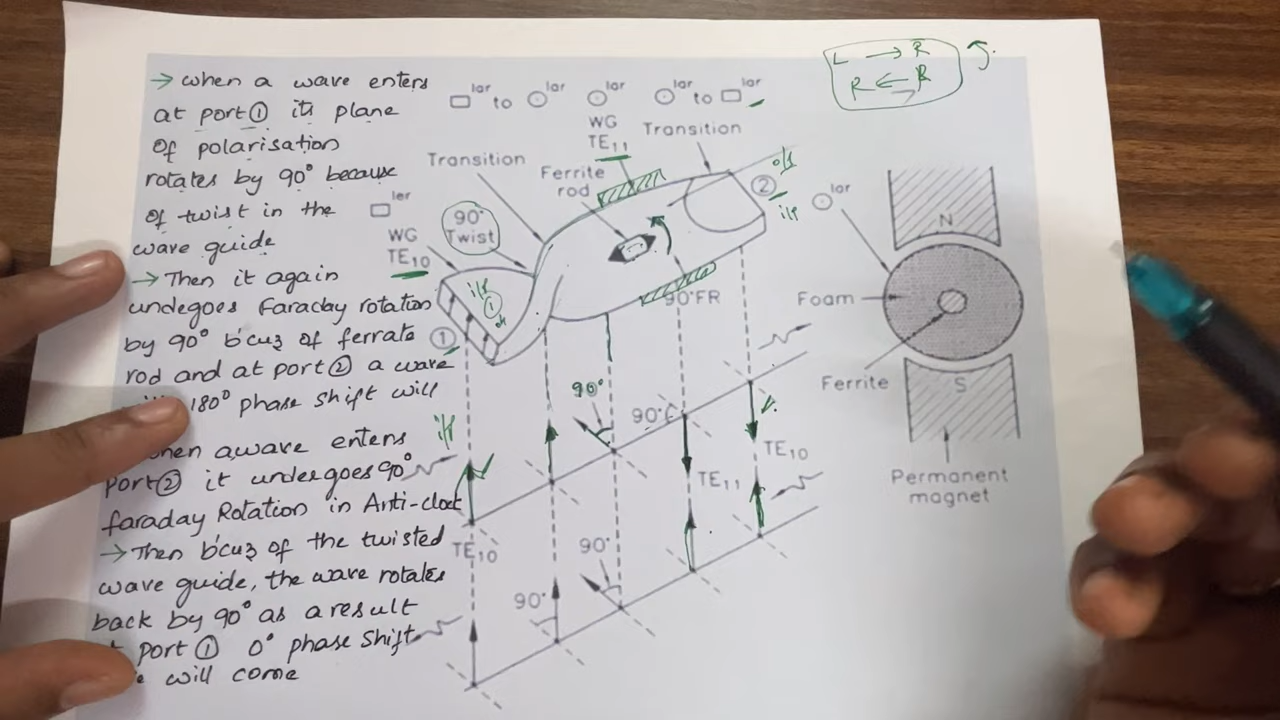 → when a wave enters
at port ① its plane
of polarisation
rotates by 90° because
of twist in the
wave guide
→ Then it again
undegoes Faraday rotation
by 90° b'cuz of ferrate
rod and at port ② a wave
180° phase shift will
awave enters
port ② it undergoes 90°
faraday Rotation in Anti-cloct
→ Then b'cuz of the twisted
wave guide, the wave rotates
back by 90° as a result
port ① 0° phase Shift
will come
lar to lar lar lar to lar
WG
TE11
Transition
Transition
Ferrite
rod
lar
WG
TE10
90°
Twist
i/p
①
①
②
o/p
i/p
90°FR
L → R
R ← R
lar
N
Foam
Ferrite
S
Permanent
magnet
i/p
90°
90°
TE10
TE11
TE10
90°
90°